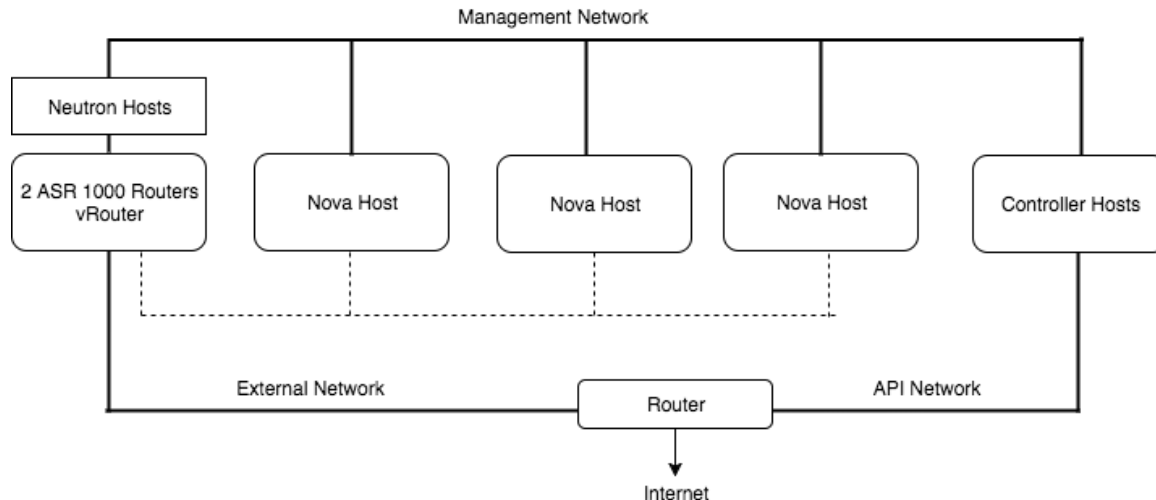 Management Network
Neutron Hosts
2 ASR 1000 Routers
vRouter
Nova Host
Nova Host
Nova Host
Controller Hosts
External Network
Router
API Network
Internet